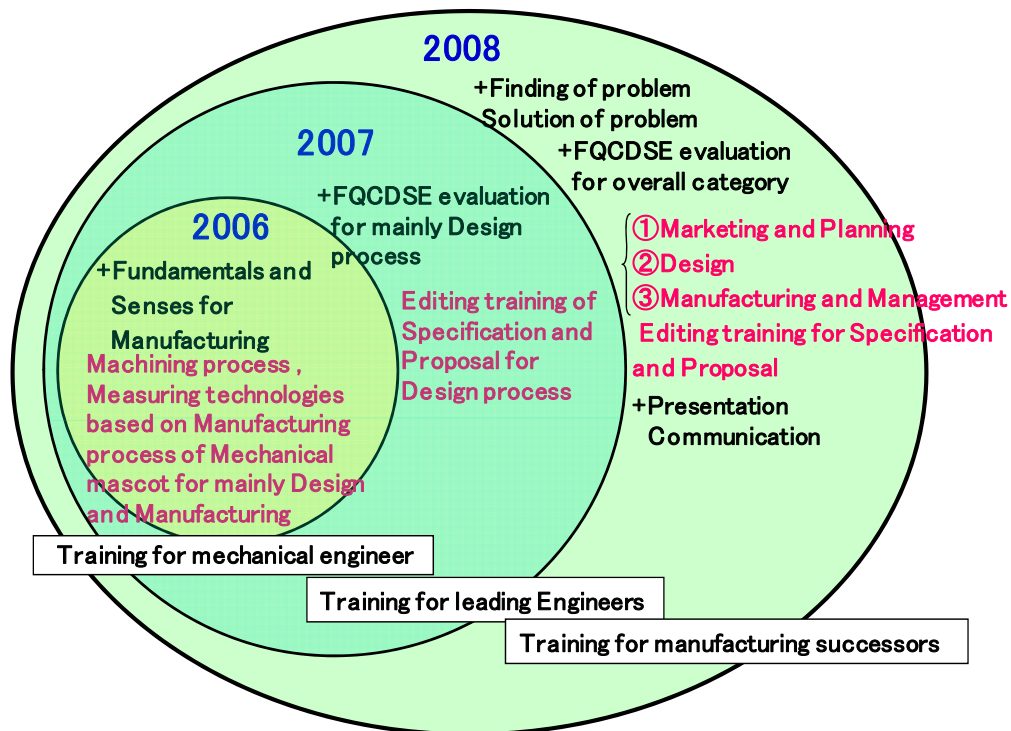 2008
+Finding of problem
Solution of problem
+FQCDSE evaluation
for overall category
①Marketing and Planning
②Design
③Manufacturing and Management
Editing training for Specification
and Proposal
+Presentation
Communication
2007
+FQCDSE evaluation
for mainly Design
process
Editing training of
Specification and
Proposal for
Design process
2006
+Fundamentals and
Senses for
Manufacturing
Machining process ,
Measuring technologies
based on Manufacturing
process of Mechanical
mascot for mainly Design
and Manufacturing
Training for mechanical engineer
Training for leading Engineers
Training for manufacturing successors